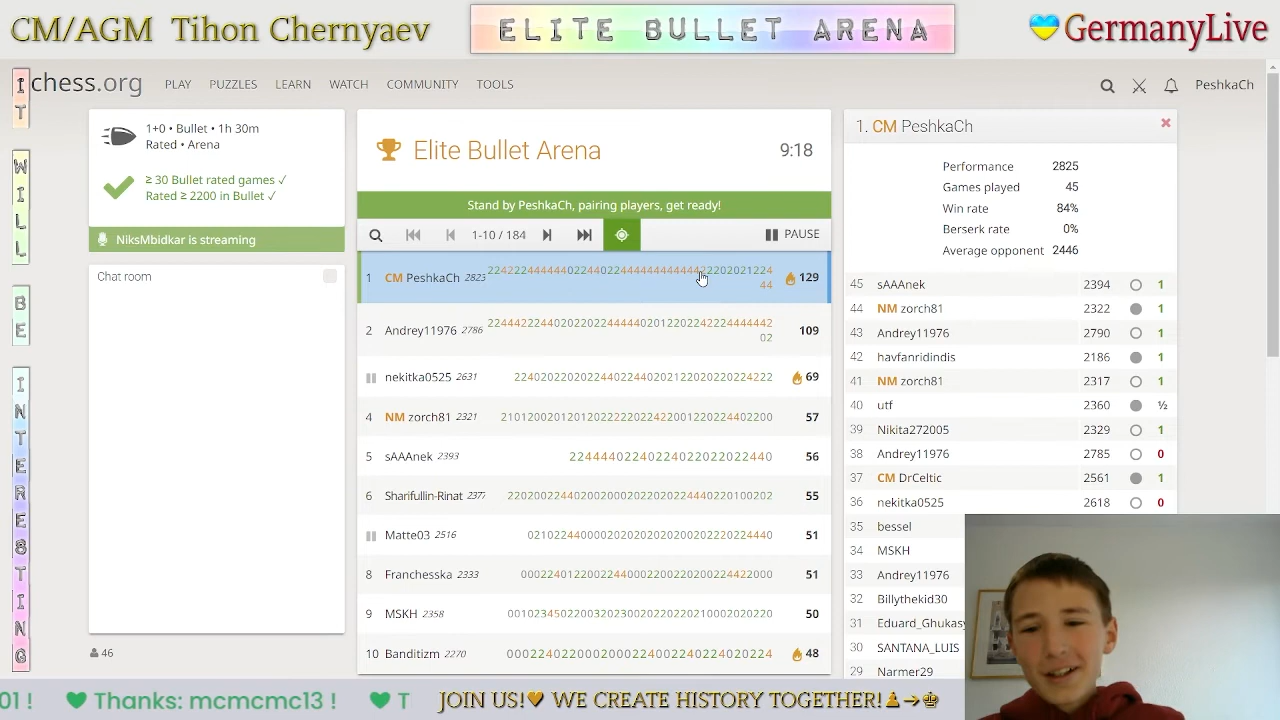 CM/AGM Tihon Chernyaev
ELITE BULLET ARENA
GermanyLive
IT WILL BE INTERESTING
chess.org
PLAY PUZZLES LEARN WATCH COMMUNITY TOOLS
PeshkaCh
1+0 • Bullet • 1h 30m
Rated • Arena
≥ 30 Bullet rated games ✓
Rated ≥ 2200 in Bullet ✓
NiksMbidkar is streaming
Chat room
46
Elite Bullet Arena 9:18
Stand by PeshkaCh, pairing players, get ready!
1-10 / 184 PAUSE
1 CM PeshkaCh 2823 129
44
2 Andrey11976 2786 109
02
nekitka0525 2631 69
4 NM zorch81 2321 57
5 sAAAnek 2393 22444402240224022022022440 56
6 Sharifullin-Rinat 55
Matte03 2516 51
8 Franchesska 2333 51
9 MSKH 2358 50
10 Banditizm 2270 48
1. CM PeshkaCh
Performance 2825
Games played 45
Win rate 84%
Berserk rate 0%
Average opponent 2446
45 sAAAnek 2394 1
44 NM zorch81 2322 1
43 Andrey11976 2790 1
42 havfanridindis 2186 1
41 NM zorch81 2317 1
40 utf 2360 ½
39 Nikita272005 2329 1
38 Andrey11976 2785 0
37 CM DrCeltic 2561 1
36 nekitka0525 2618 0
35 bessel
34 MSKH
33 Andrey11976
32 Billythekid30
31 Eduard_Ghukasy
30 SANTANA_LUIS
29 Narmer29
01 ! Thanks: mcmcmc13 ! T JOIN US! WE CREATE HISTORY TOGETHER!